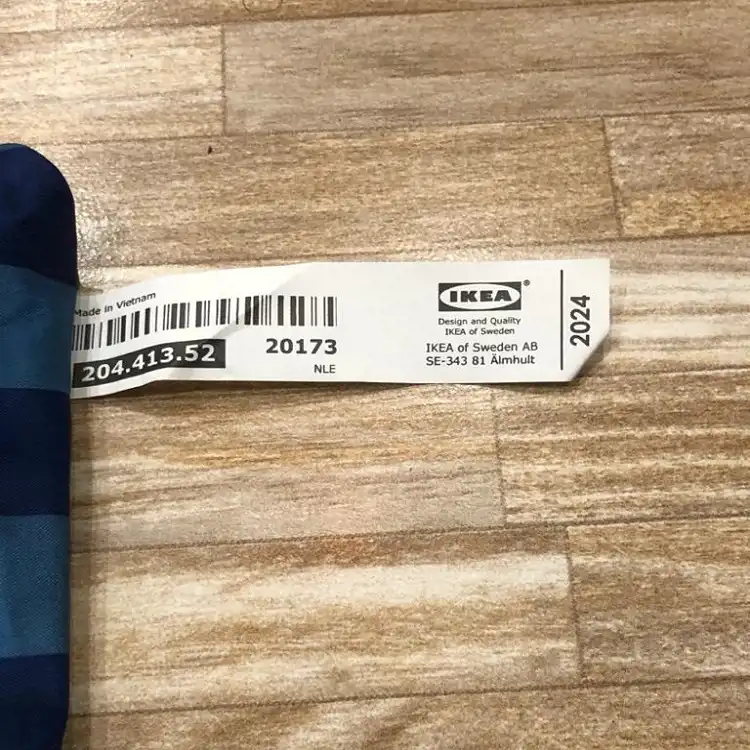 Made in Vietnam
204.413.52
20173
NLE
IKEA®
Design and Quality
IKEA of Sweden
IKEA of Sweden AB
SE-343 81 Älmhult
2024